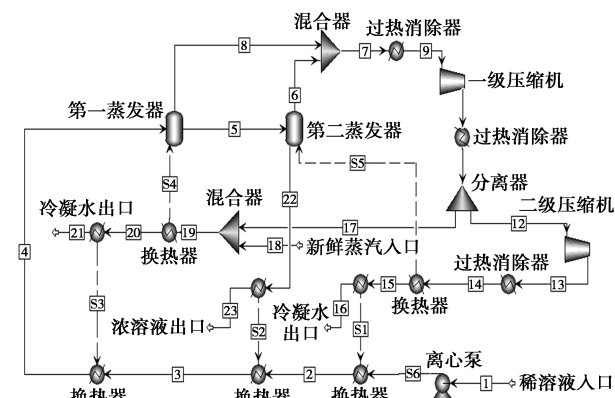 混合器
过热消除器
8
7
9
一级压缩机
6
第一蒸发器
5
第二蒸发器
过热消除器
S5
S4
分离器
22
二级压缩机
冷凝水出口
混合器
17
12
21
20
19
18
新鲜蒸汽入口
换热器
过热消除器
4
15
14
13
S3
23
冷凝水
出口
16
换热器
浓溶液出口
S2
S1
离心泵
3
2
S6
1
稀溶液入口
换热器
换热器
换热器